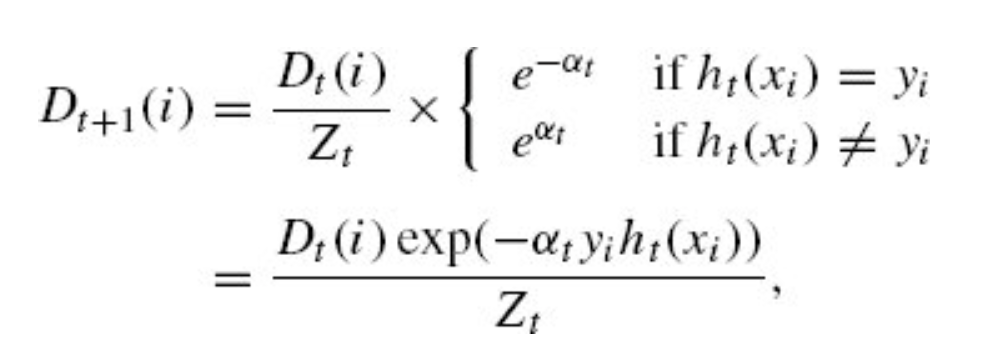 D_{t+1}(i) = \frac{D_t(i)}{Z_t} \times \begin{cases} e^{-\alpha_t} & \text{if } h_t(x_i) = y_i \\ e^{\alpha_t} & \text{if } h_t(x_i) \neq y_i \end{cases}
= \frac{D_t(i) \exp(-\alpha_t y_i h_t(x_i))}{Z_t},